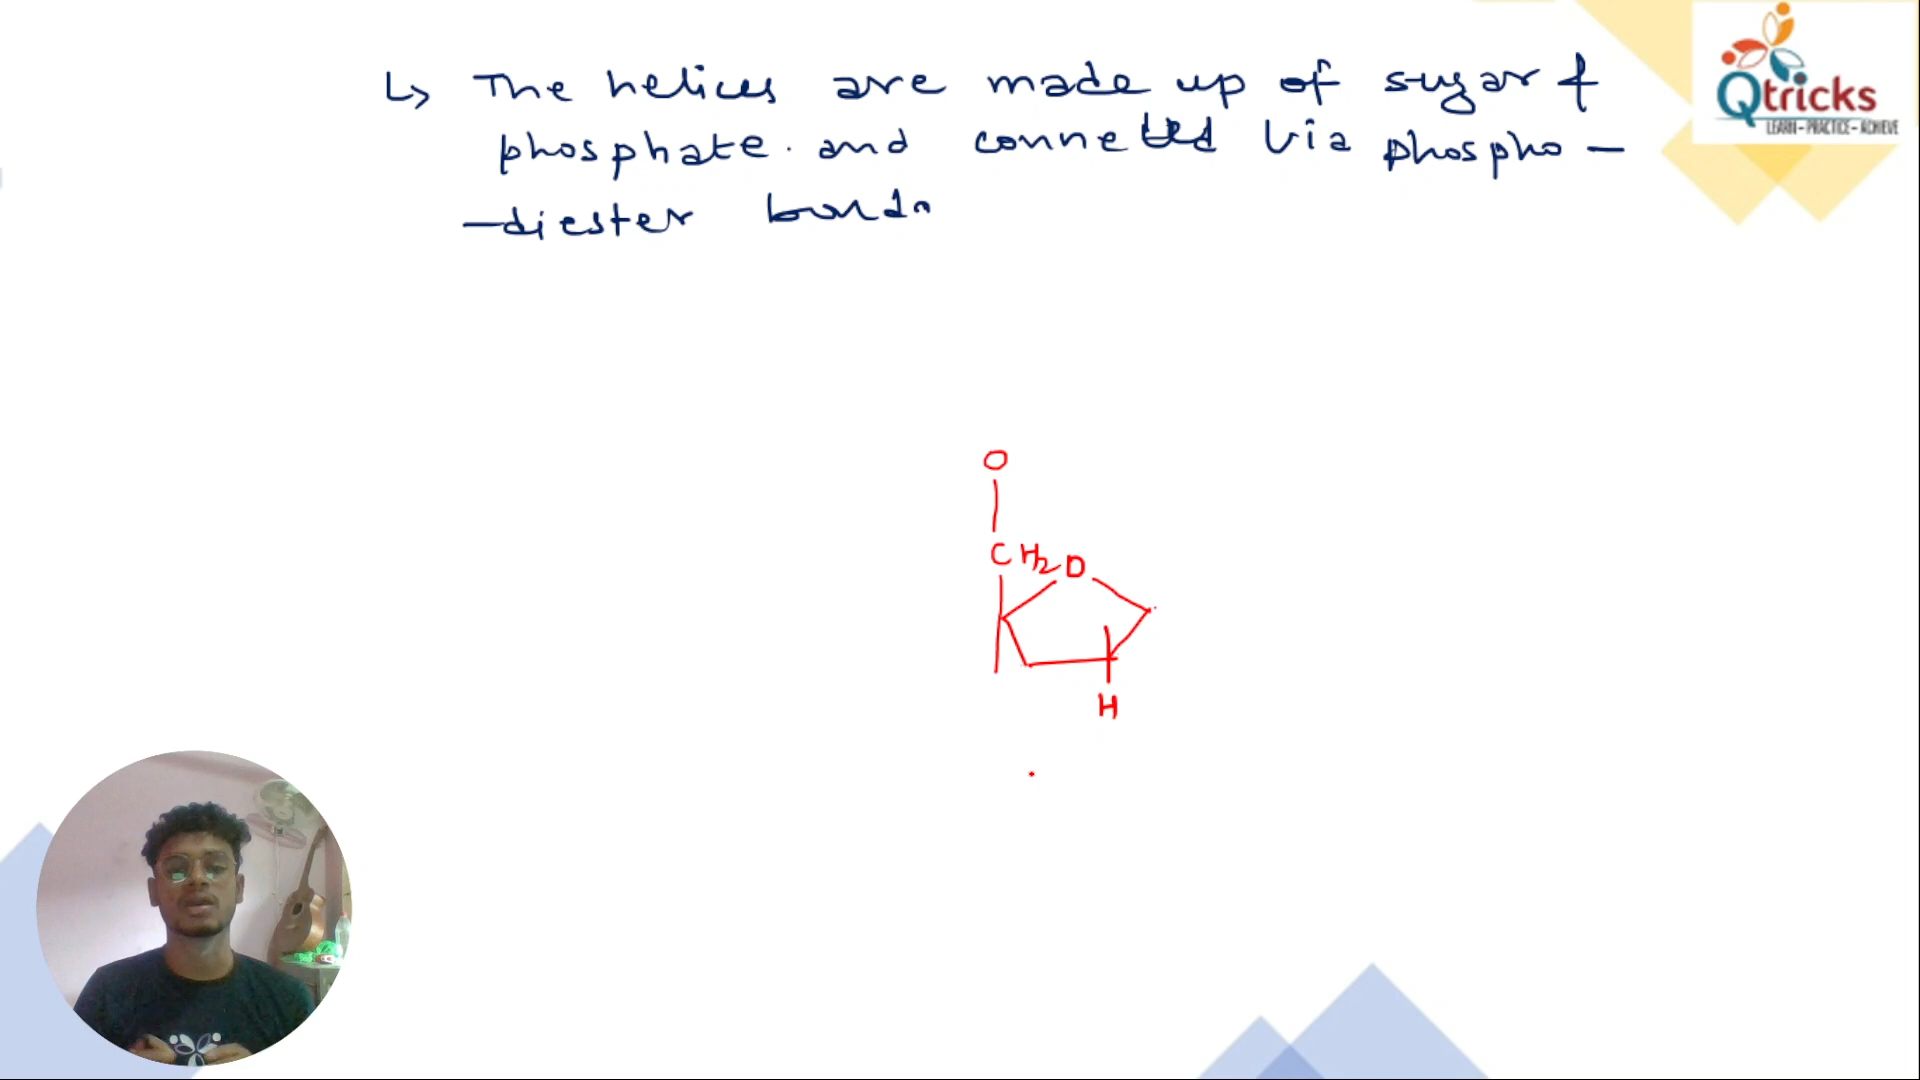 ↳ The helices are made up of sugar &
phosphate. and connected via phospho -
-diester bonds
Qtricks
LEARN - PRACTICE - ACHIEVE
O
CH2 O
H